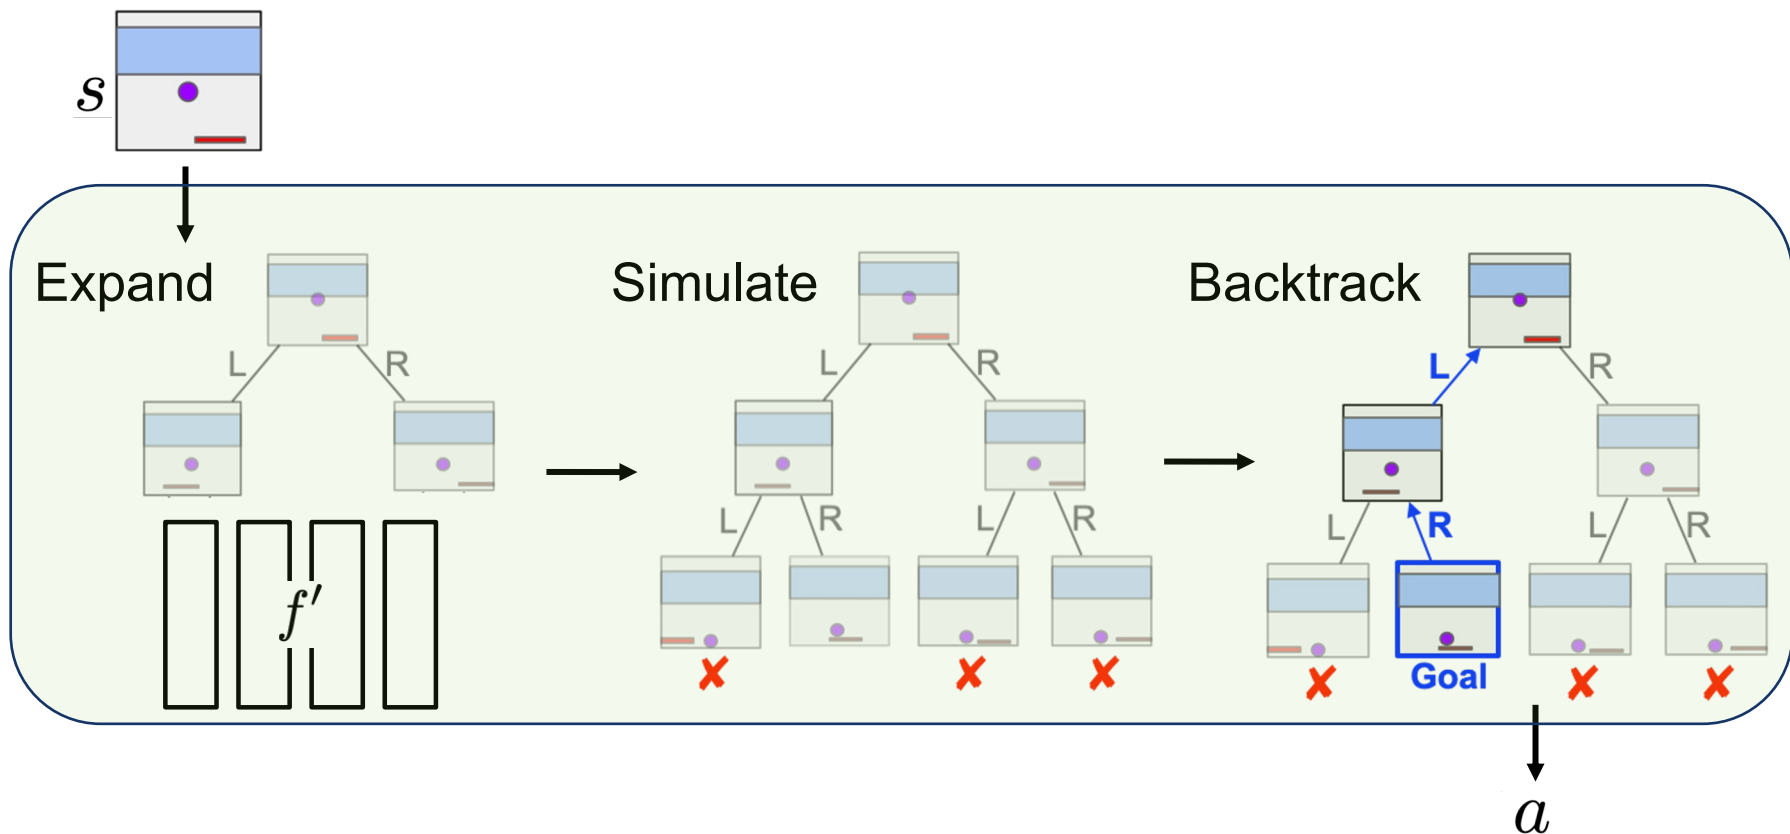 s
Expand
Simulate
Backtrack
L R
L R
L R
L R L R
L R L R
f′
Goal
✘ ✘ ✘
✘ ✘ ✘
a